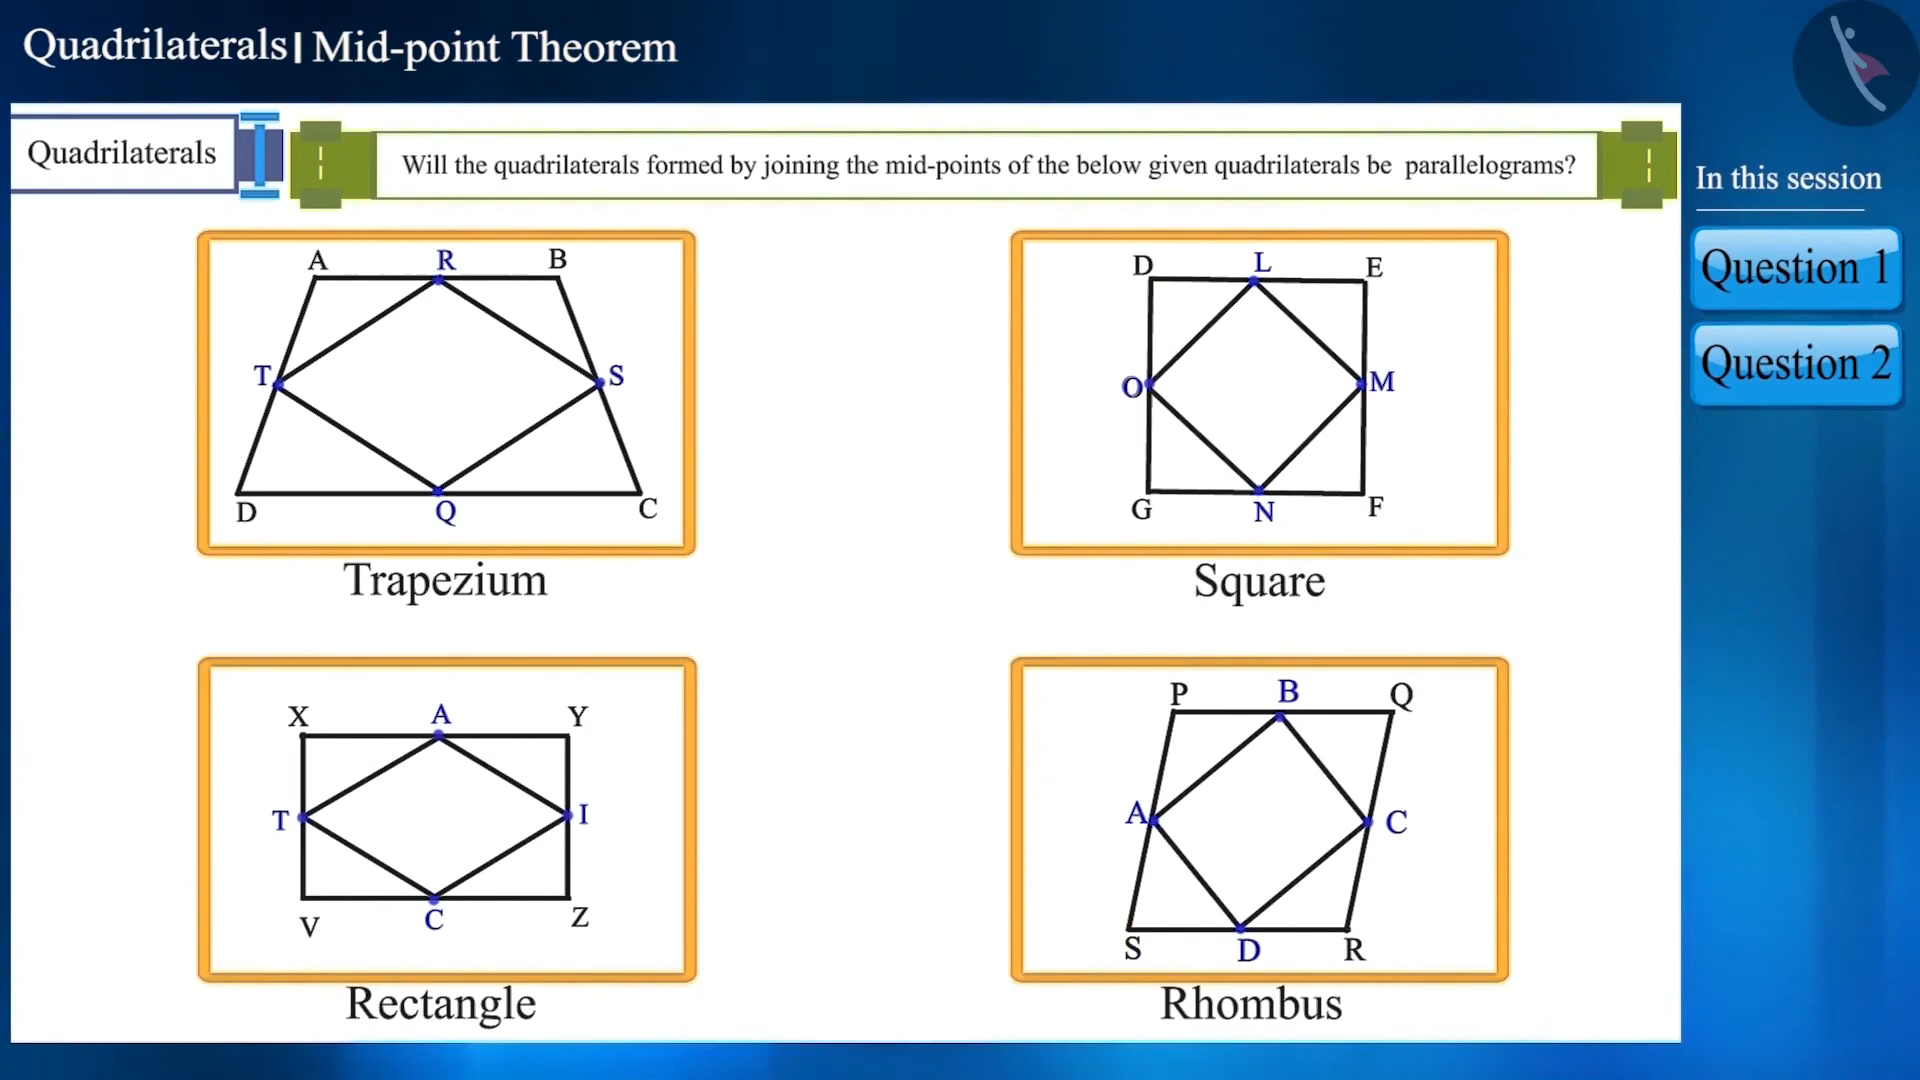 Quadrilaterals | Mid-point Theorem
Quadrilaterals
Will the quadrilaterals formed by joining the mid-points of the below given quadrilaterals be parallelograms?
In this session
Question 1
Question 2
A R B
T S
D Q C
Trapezium
D L E
O M
G N F
Square
X A Y
T I
V C Z
Rectangle
P B Q
A C
S D R
Rhombus